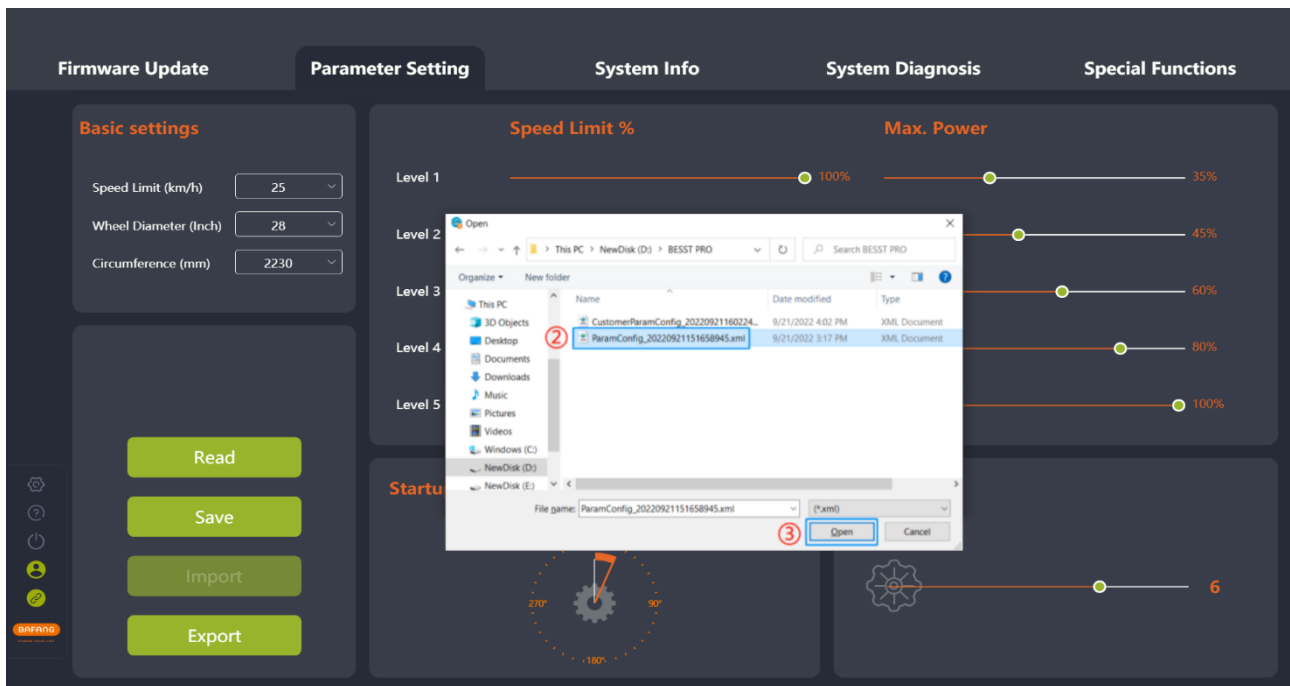 Firmware Update Parameter Setting System Info System Diagnosis Special Functions
Basic settings
Speed Limit (km/h) 25
Wheel Diameter (Inch) 28
Circumference (mm) 2230
Read
Save
Import
Export
BAFANG
Speed Limit % Max. Power
Level 1 100% 35%
Level 2 45%
Level 3 60%
Level 4 80%
Level 5 100%
Open
This PC > NewDisk (D:) > BESST PRO Search BESST PRO
Organize New folder
This PC
3D Objects
Desktop
Documents
Downloads
Music
Pictures
Videos
Windows (C:)
NewDisk (D:)
NewDisk (E:)
Name Date modified Type
CustomerParamConfig_20220921160224... 9/21/2022 4:02 PM XML Document
② ParamConfig_20220921151658945.xml 9/21/2022 3:17 PM XML Document
File name: ParamConfig_20220921151658945.xml (*.xml)
③ Open Cancel
Startu
270° 90°
180°
6